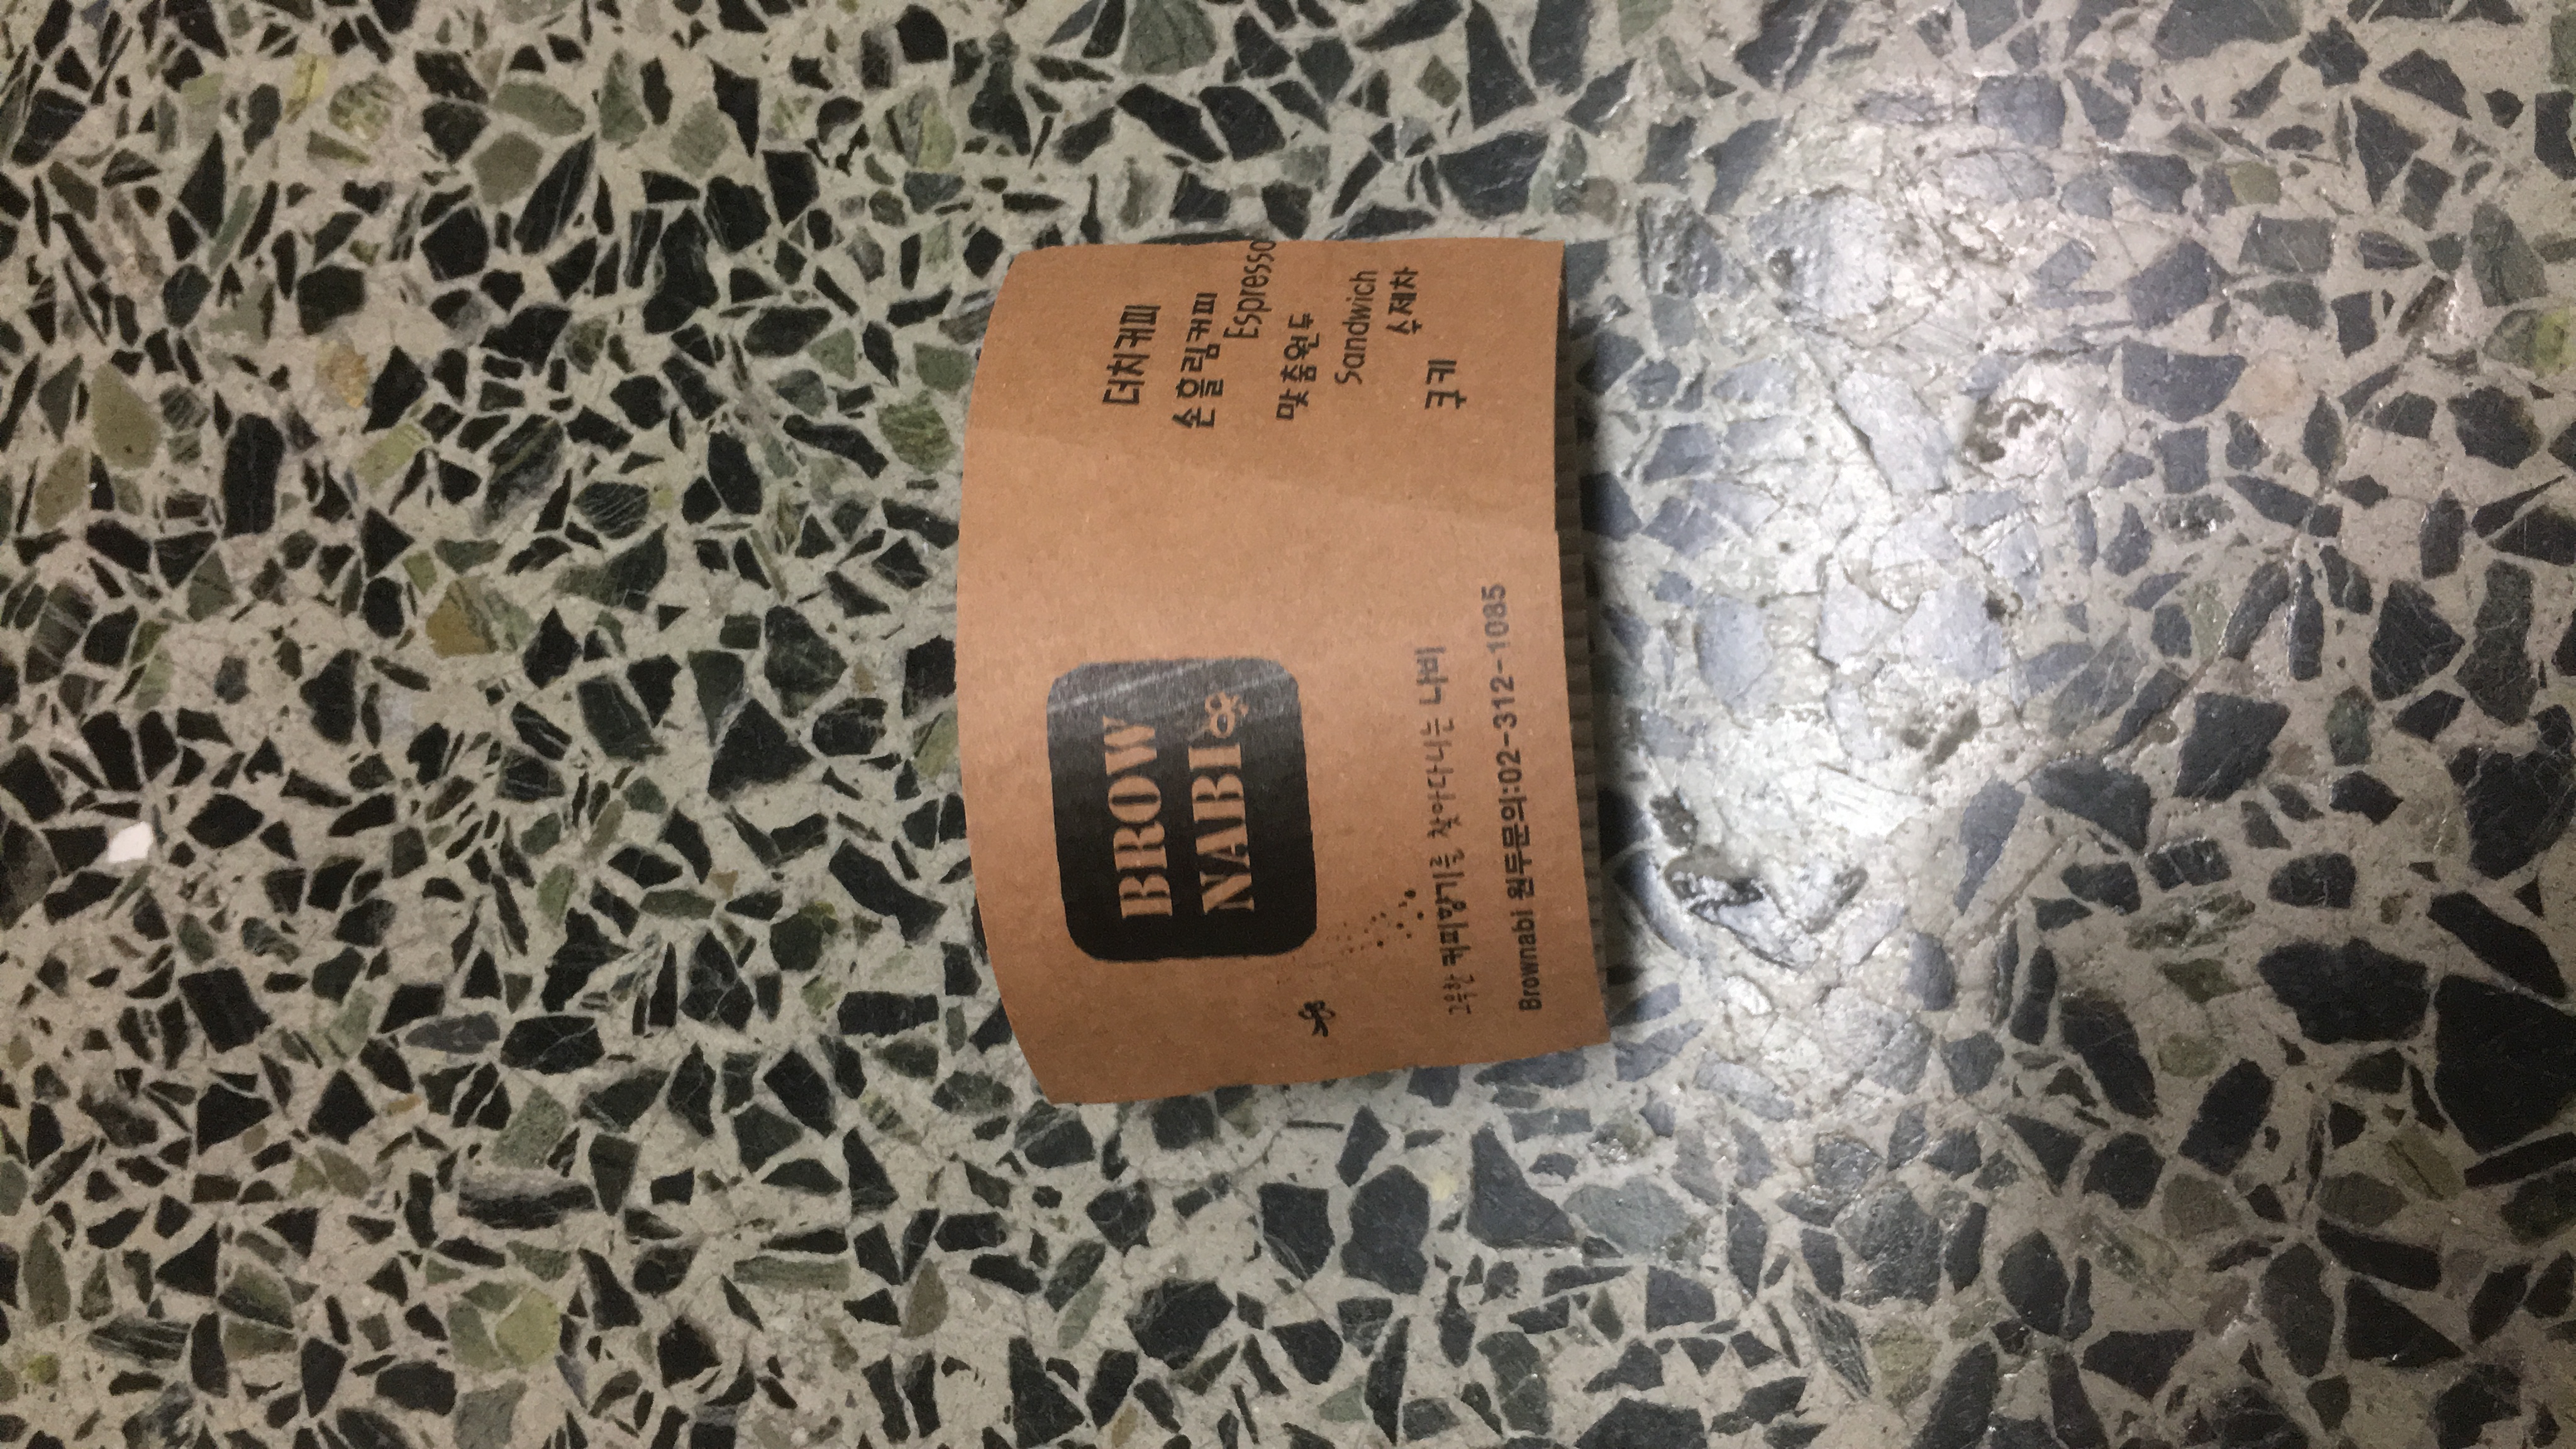 BROW
NABI
그윽한 커피향기를 찾아다니는 나비
Brownabi 원두문의:02-312-1085
더치커피
손흘림커피
Espresso
맞춤원두
Sandwich
수제차
쿠키